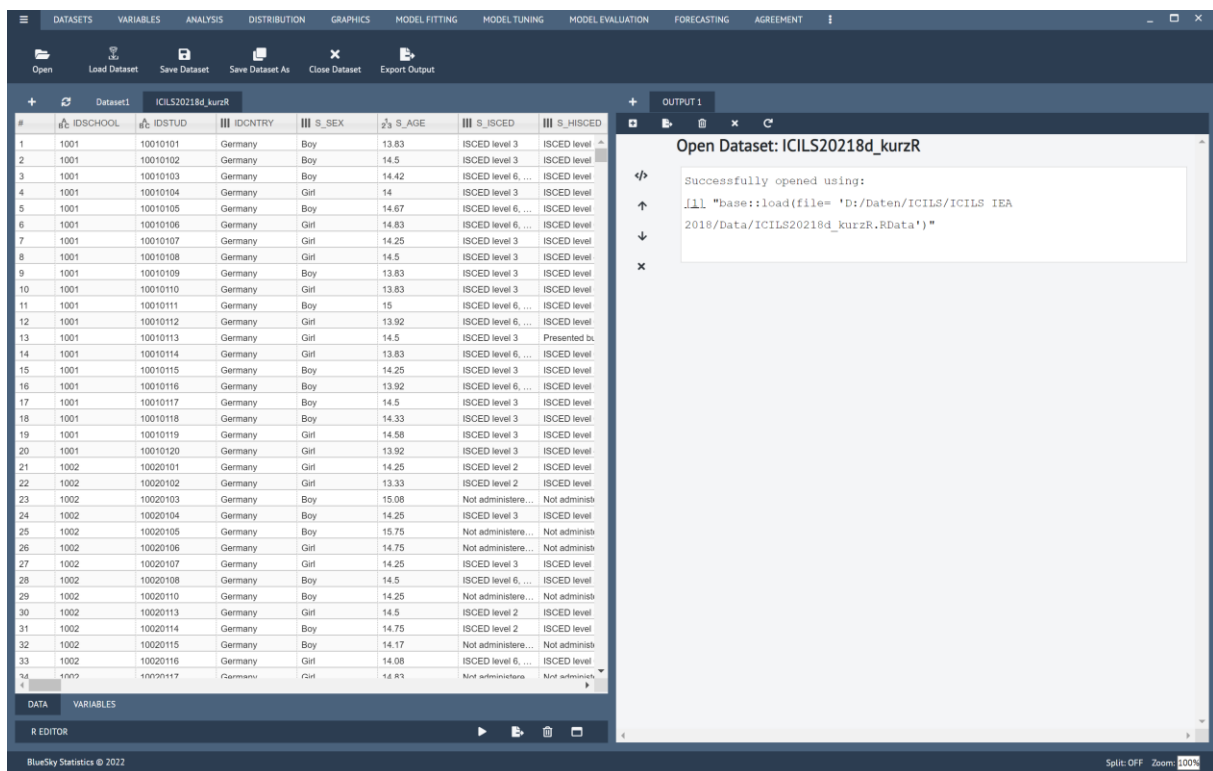 DATASETS VARIABLES ANALYSIS DISTRIBUTION GRAPHICS MODEL FITTING MODEL TUNING MODEL EVALUATION FORECASTING AGREEMENT
Open Load Dataset Save Dataset Save Dataset As Close Dataset Export Output
Dataset1 ICILS20218d_kurzR
# IDSCHOOL IDSTUD IDCNTRY S_SEX S_AGE S_ISCED S_HISCED
1 1001 10010101 Germany Boy 13.83 ISCED level 3 ISCED level
2 1001 10010102 Germany Boy 14.5 ISCED level 3 ISCED level
3 1001 10010103 Germany Boy 14.42 ISCED level 6, ... ISCED level
4 1001 10010104 Germany Girl 14 ISCED level 3 ISCED level
5 1001 10010105 Germany Boy 14.67 ISCED level 6, ... ISCED level
6 1001 10010106 Germany Girl 14.83 ISCED level 6, ... ISCED level
7 1001 10010107 Germany Girl 14.25 ISCED level 3 ISCED level
8 1001 10010108 Germany Girl 14.5 ISCED level 3 ISCED level
9 1001 10010109 Germany Boy 13.83 ISCED level 3 ISCED level
10 1001 10010110 Germany Girl 13.83 ISCED level 3 ISCED level
11 1001 10010111 Germany Boy 15 ISCED level 6, ... ISCED level
12 1001 10010112 Germany Girl 13.92 ISCED level 6, ... ISCED level
13 1001 10010113 Germany Girl 14.5 ISCED level 3 Presented bu
14 1001 10010114 Germany Girl 13.83 ISCED level 6, ... ISCED level
15 1001 10010115 Germany Boy 14.25 ISCED level 3 ISCED level
16 1001 10010116 Germany Boy 13.92 ISCED level 6, ... ISCED level
17 1001 10010117 Germany Boy 14.5 ISCED level 3 ISCED level
18 1001 10010118 Germany Boy 14.33 ISCED level 3 ISCED level
19 1001 10010119 Germany Girl 14.58 ISCED level 3 ISCED level
20 1001 10010120 Germany Girl 13.92 ISCED level 3 ISCED level
21 1002 10020101 Germany Boy 14.25 ISCED level 2 ISCED level
22 1002 10020102 Germany Girl 13.33 ISCED level 2 ISCED level
23 1002 10020103 Germany Boy 15.08 Not administere... Not administ
24 1002 10020104 Germany Boy 14.25 ISCED level 3 ISCED level
25 1002 10020105 Germany Boy 15.75 Not administere... Not administ
26 1002 10020106 Germany Girl 14.75 Not administere... Not administ
27 1002 10020107 Germany Girl 14.25 ISCED level 3 ISCED level
28 1002 10020108 Germany Boy 14.5 ISCED level 6, ... ISCED level
29 1002 10020110 Germany Boy 14.25 Not administere... Not administ
30 1002 10020113 Germany Girl 14.5 ISCED level 2 ISCED level
31 1002 10020114 Germany Boy 14.75 ISCED level 2 ISCED level
32 1002 10020115 Germany Boy 14.17 Not administere... Not administ
33 1002 10020116 Germany Girl 14.08 ISCED level 6, ... ISCED level
34 1002 10020117 Germany Girl 14.83 Not administere... Not administ
DATA VARIABLES
R EDITOR
OUTPUT 1
Open Dataset: ICILS20218d_kurzR
Successfully opened using:
[1] "base::load(file= 'D:/Daten/ICILS/ICILS IEA
2018/Data/ICILS20218d_kurzR.RData')"
BlueSky Statistics © 2022 Split: OFF Zoom: 100%